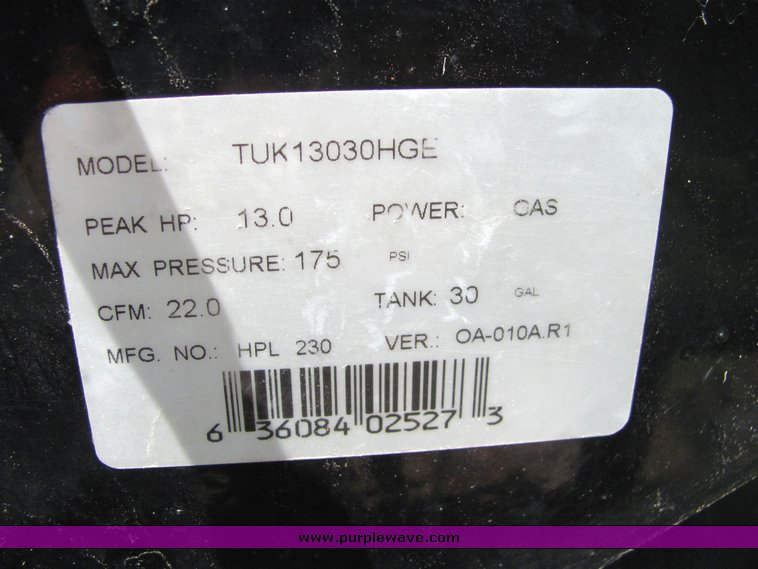 MODEL: TUK13030HGE
PEAK HP: 13.0 POWER: GAS
MAX PRESSURE: 175 PSI
CFM: 22.0 TANK: 30 GAL
MFG. NO.: HPL 230 VER.: OA-010A.R1
6 36084 02527 3
www.purplewave.com